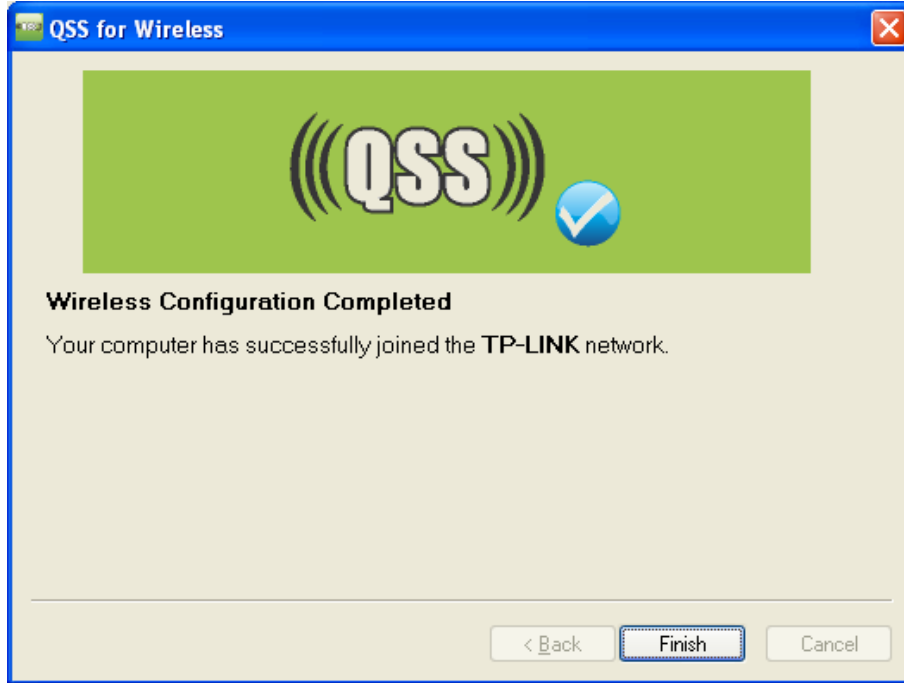 QSS for Wireless
QSS
Wireless Configuration Completed
Your computer has successfully joined the TP-LINK network.
< Back Finish Cancel